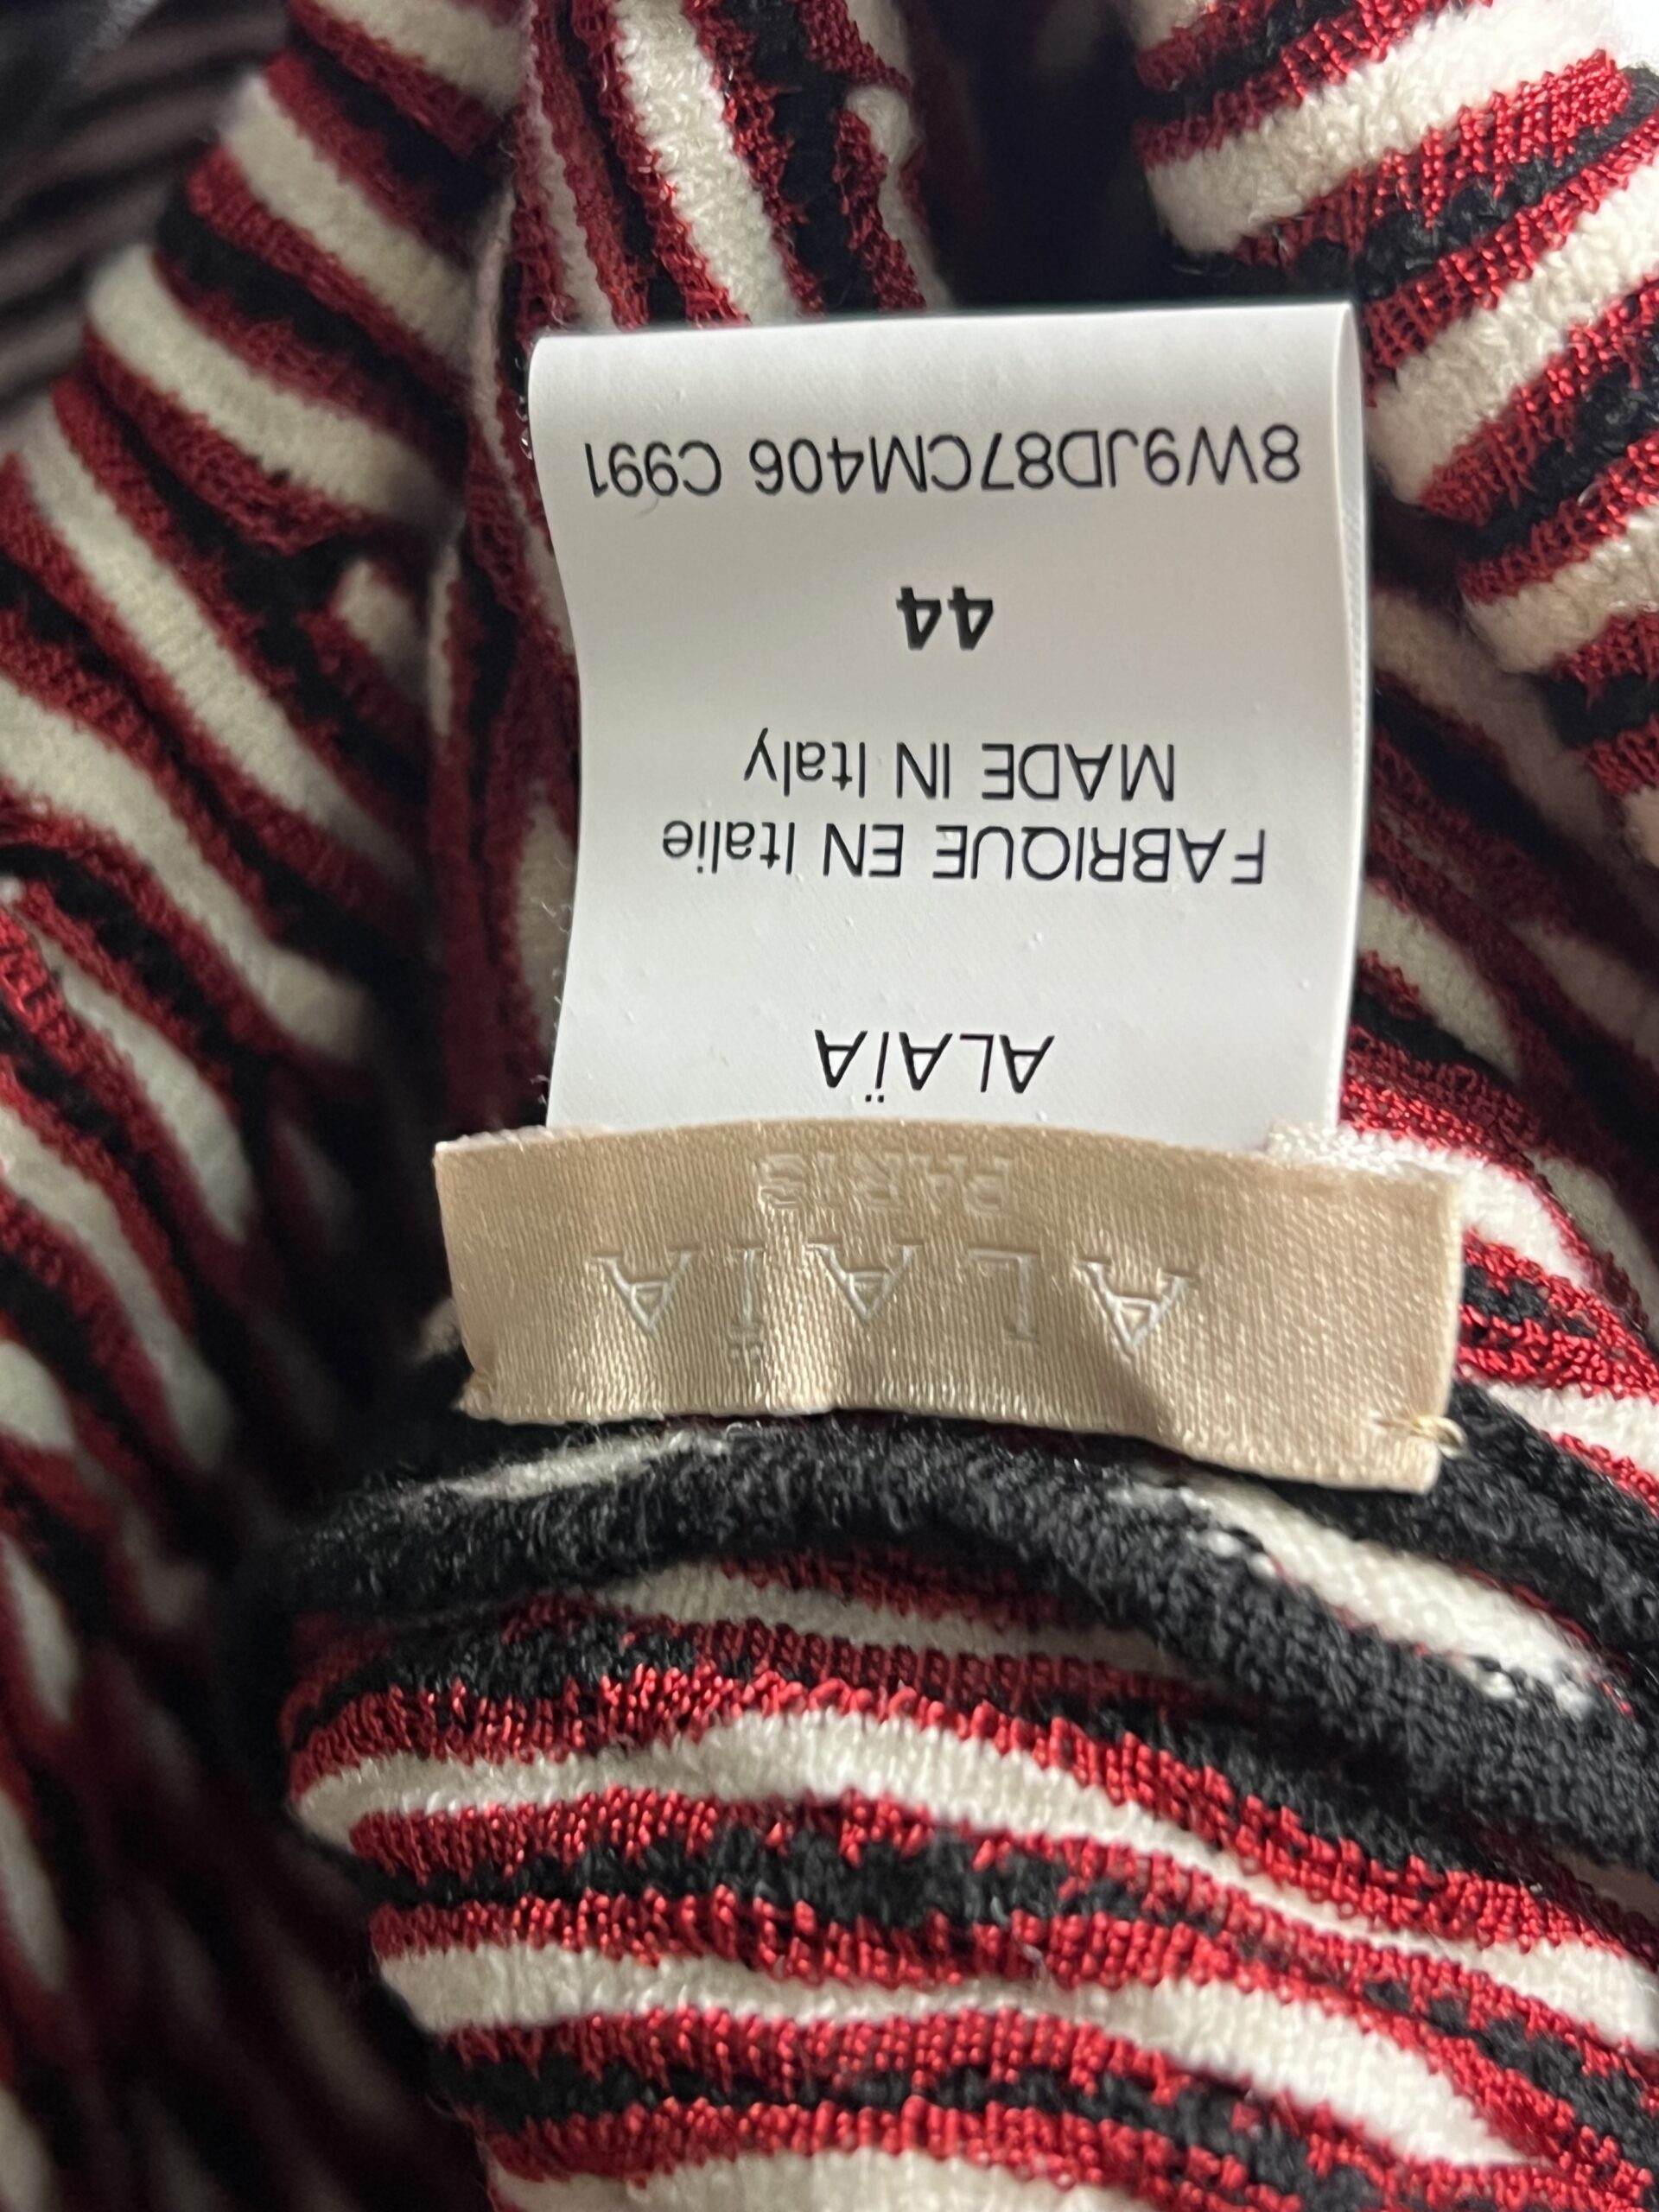 ALAÏA
PARIS
ALAÏA
FABRIQUE EN Italie
MADE IN Italy
44
8W9JD87CM406 C991